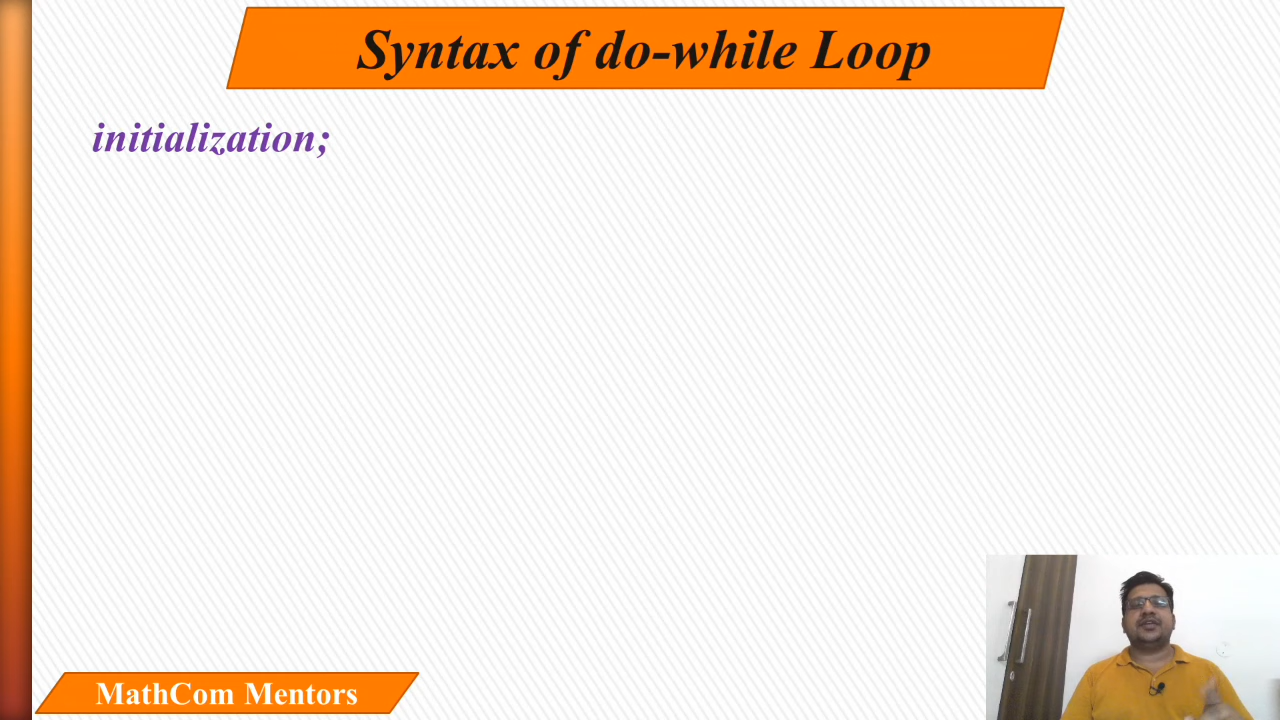 Syntax of do-while Loop
initialization;
MathCom Mentors